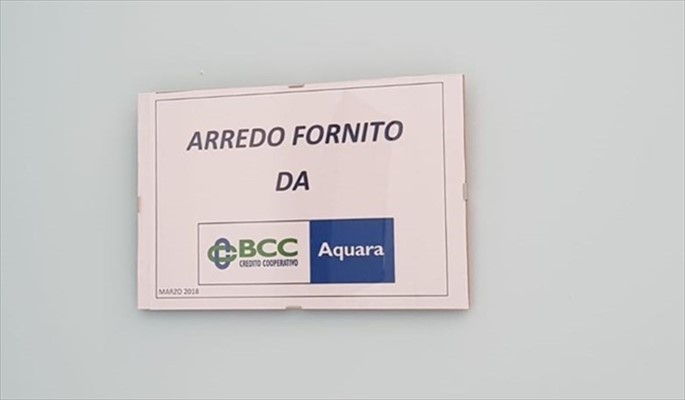 ARREDO FORNITO
DA
BCC
CREDITO COOPERATIVO
Aquara
MARZO 2018